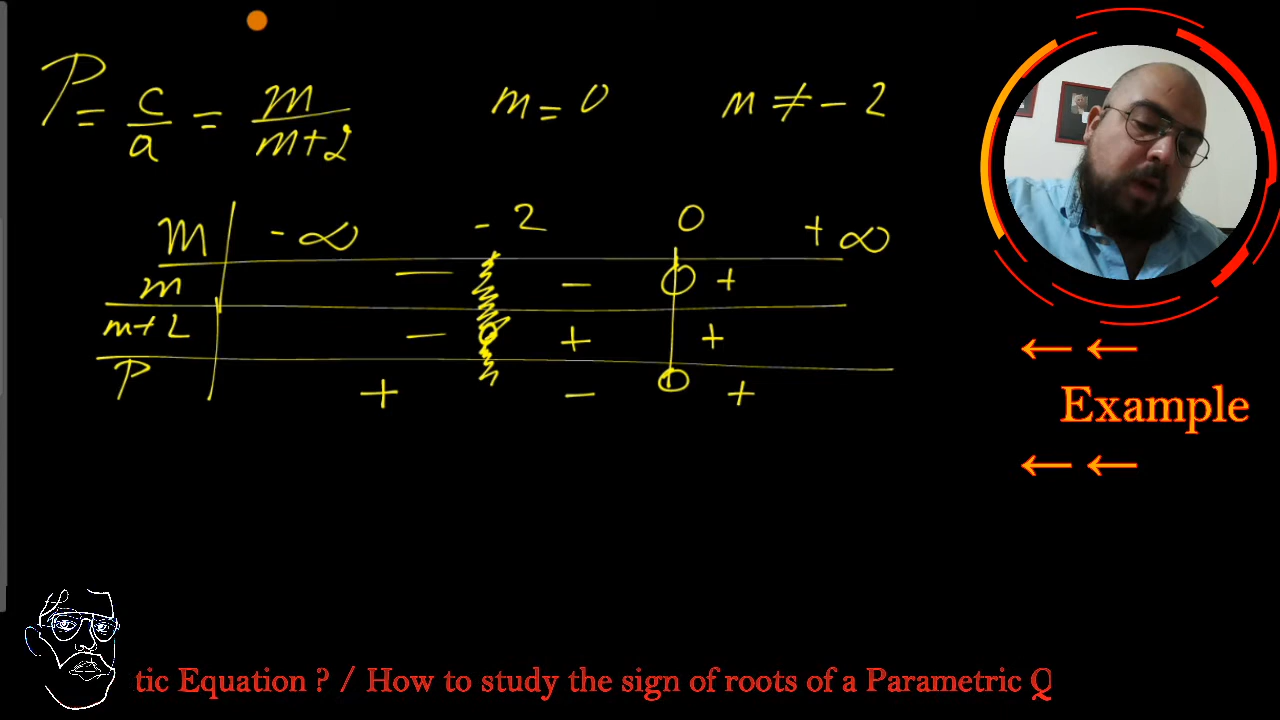 P = c/a = m/m+2 m = 0 m ≠ - 2
m - ∞ - 2 0 + ∞
m — - 0 +
m+2 - 0 + +
P + - 0 +
← ←
Example
← ←
tic Equation ? / How to study the sign of roots of a Parametric Q